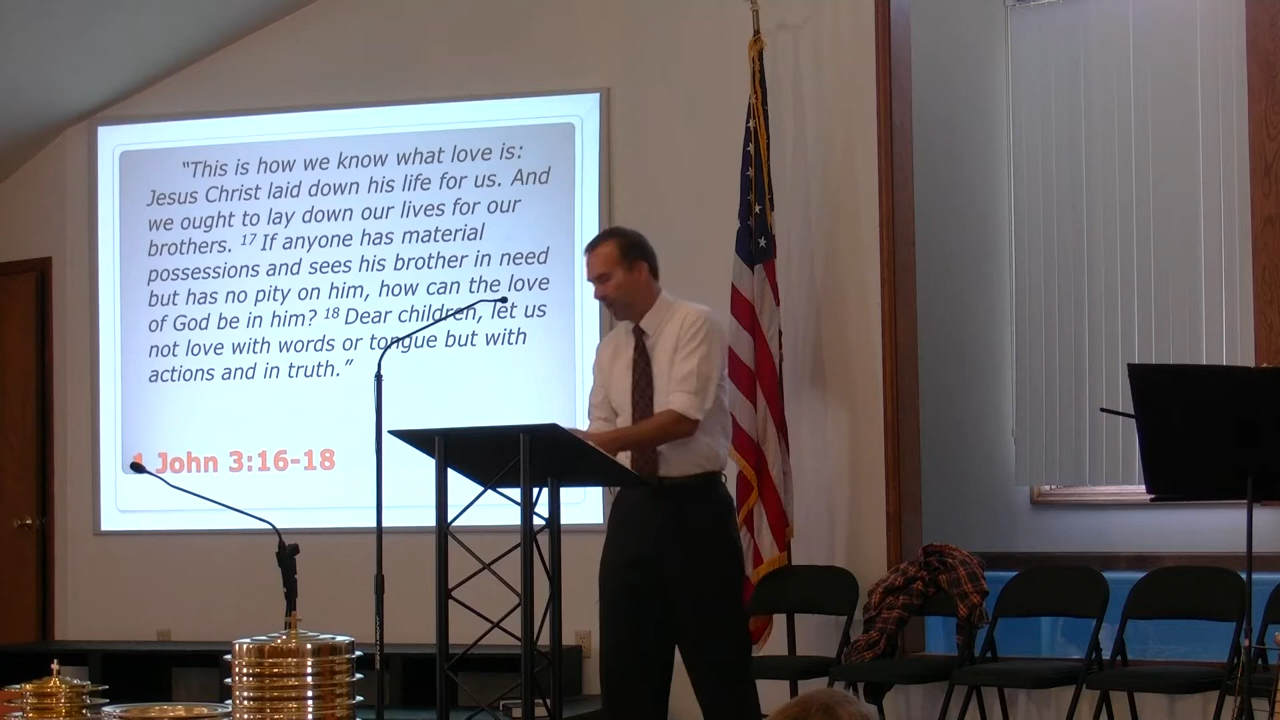 “This is how we know what love is:
Jesus Christ laid down his life for us. And
we ought to lay down our lives for our
brothers. 17 If anyone has material
possessions and sees his brother in need
but has no pity on him, how can the love
of God be in him? 18 Dear children, let us
not love with words or tongue but with
actions and in truth.”
1 John 3:16-18